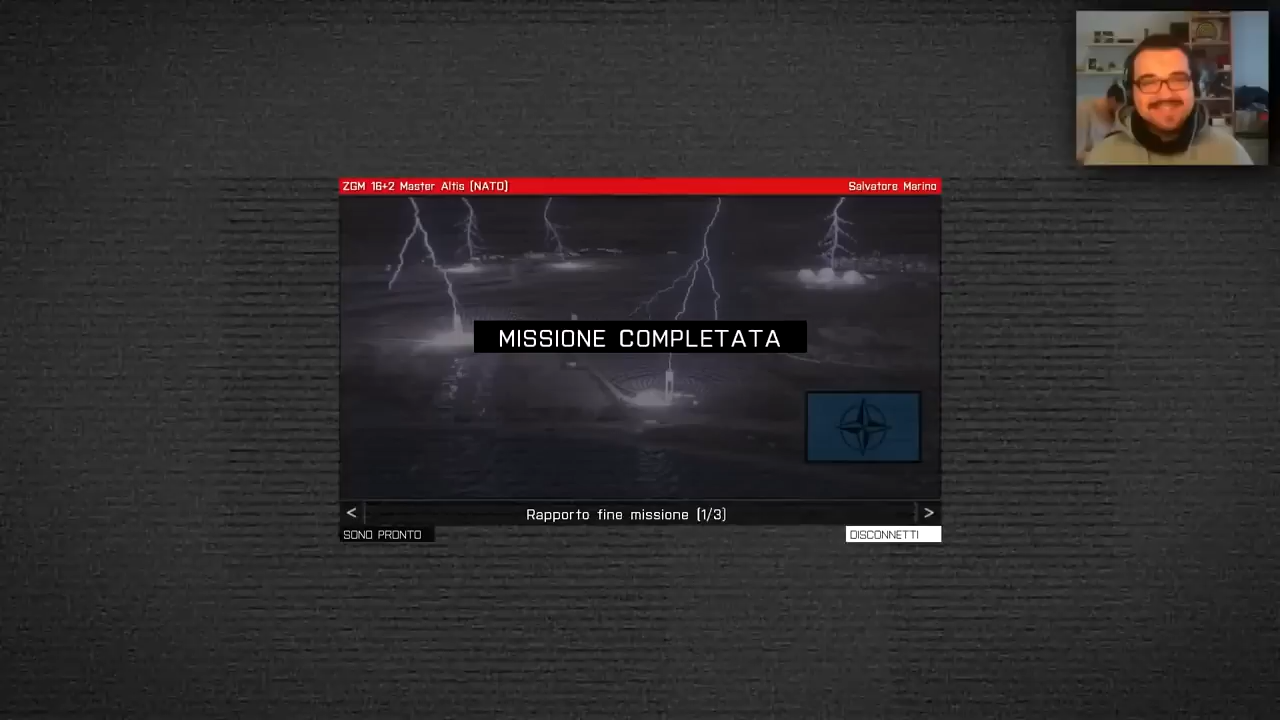 ZGM 16+2 Master Altis (NATO)
Salvatore Marino
MISSIONE COMPLETATA
< Rapporto fine missione (1/3) >
SONO PRONTO
DISCONNETTI